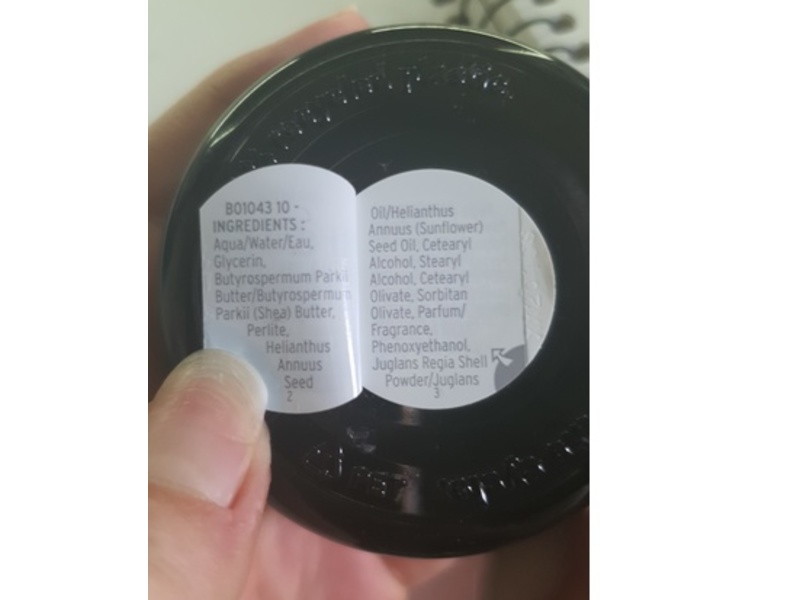 B01043 10 -
INGREDIENTS :
Aqua/Water/Eau,
Glycerin,
Butyrospermum Parkii
Butter/Butyrospermum
Parkii (Shea) Butter,
Perlite,
Helianthus
Annuus
Seed
2
Oil/Helianthus
Annuus (Sunflower)
Seed Oil, Cetearyl
Alcohol, Stearyl
Alcohol, Cetearyl
Olivate, Sorbitan
Olivate, Parfum/
Fragrance,
Phenoxyethanol,
Juglans Regia Shell
Powder/Juglans
3